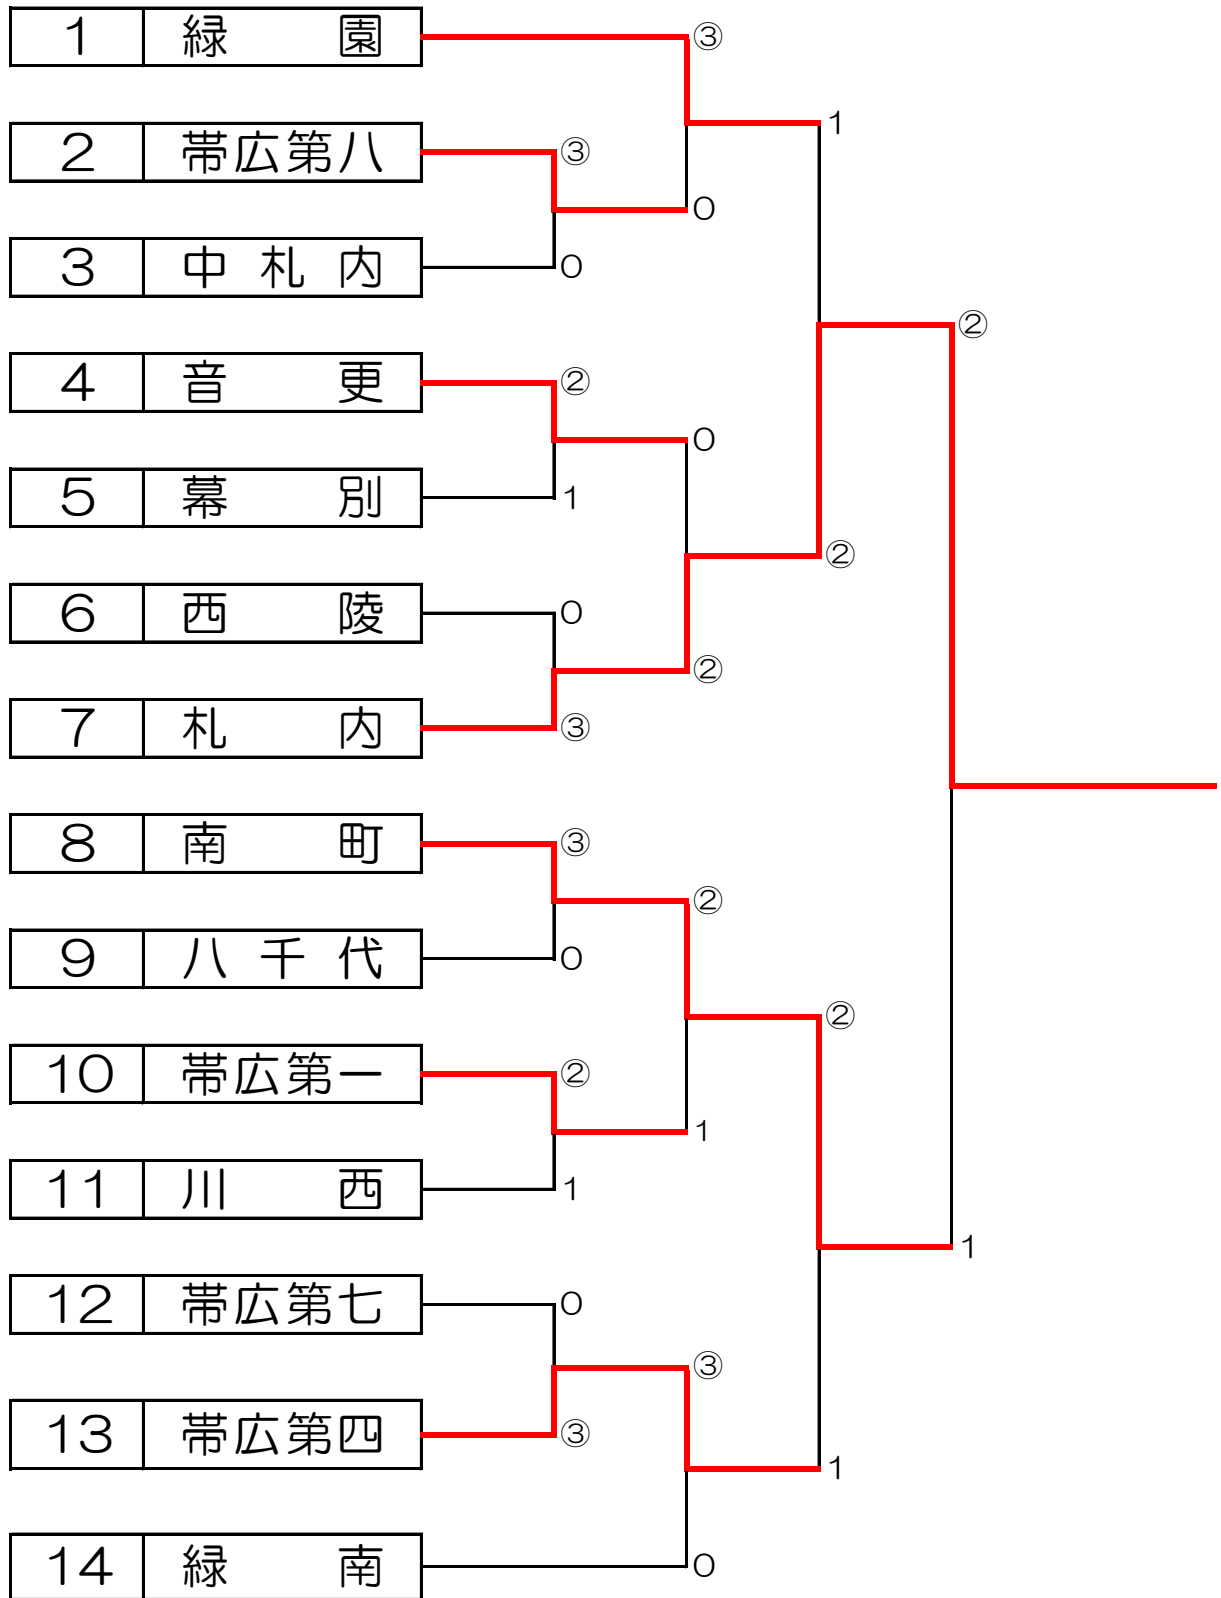 1 緑 園 ③
1
2 帯広第八 ③
0
3 中札内 0
②
4 音 更 ②
0
5 幕 別 1
②
6 西 陵 0
②
7 札 内 ③
8 南 町 ③
②
9 八千代 0
②
10 帯広第一 ②
1
11 川 西 1
1
12 帯広第七 0
③
13 帯広第四 ③
1
14 緑 南 0